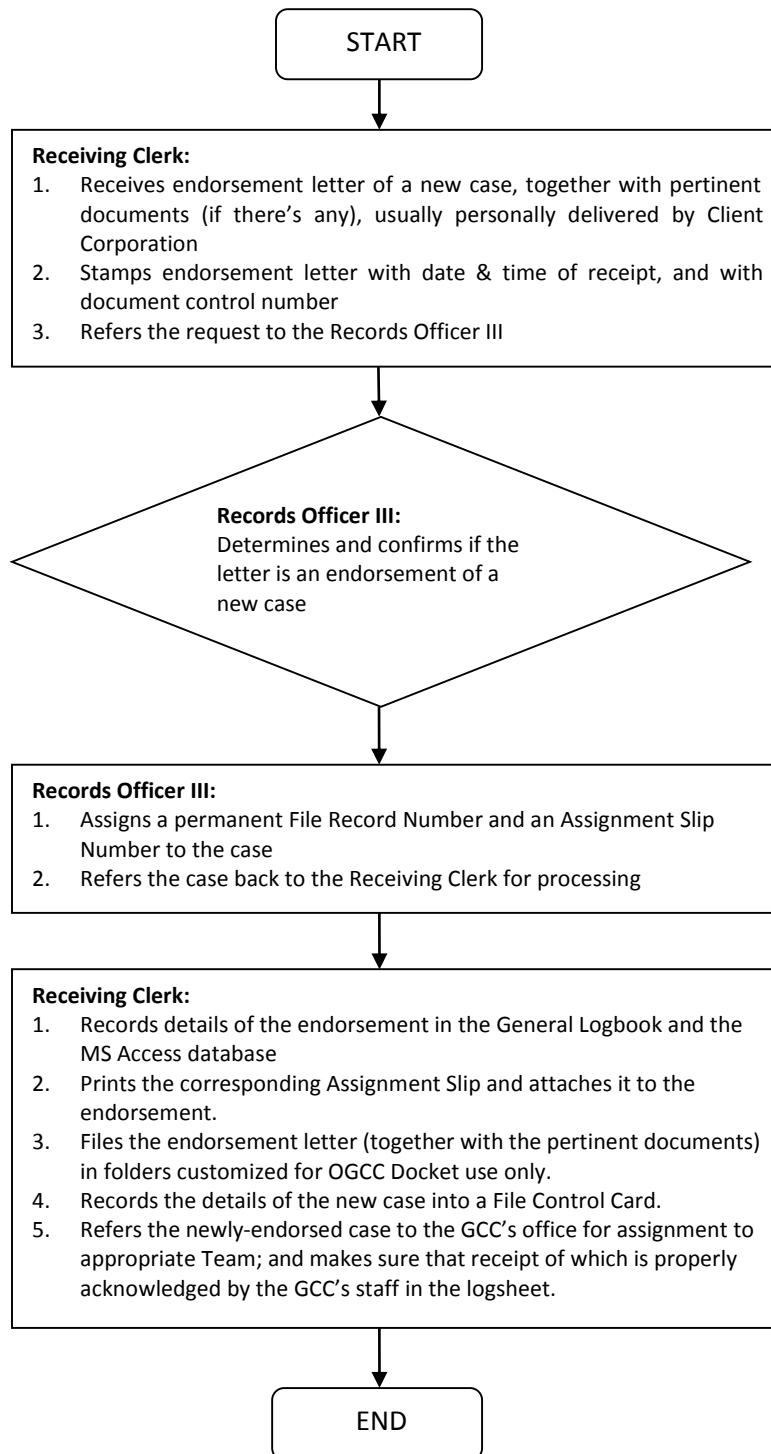 START
Receiving Clerk:
1. Receives endorsement letter of a new case, together with pertinent
documents (if there's any), usually personally delivered by Client
Corporation
2. Stamps endorsement letter with date & time of receipt, and with
document control number
3. Refers the request to the Records Officer III
Records Officer III:
Determines and confirms if the
letter is an endorsement of a
new case
Records Officer III:
1. Assigns a permanent File Record Number and an Assignment Slip
Number to the case
2. Refers the case back to the Receiving Clerk for processing
Receiving Clerk:
1. Records details of the endorsement in the General Logbook and the
MS Access database
2. Prints the corresponding Assignment Slip and attaches it to the
endorsement.
3. Files the endorsement letter (together with the pertinent documents)
in folders customized for OGCC Docket use only.
4. Records the details of the new case into a File Control Card.
5. Refers the newly-endorsed case to the GCC's office for assignment to
appropriate Team; and makes sure that receipt of which is properly
acknowledged by the GCC's staff in the logsheet.
END